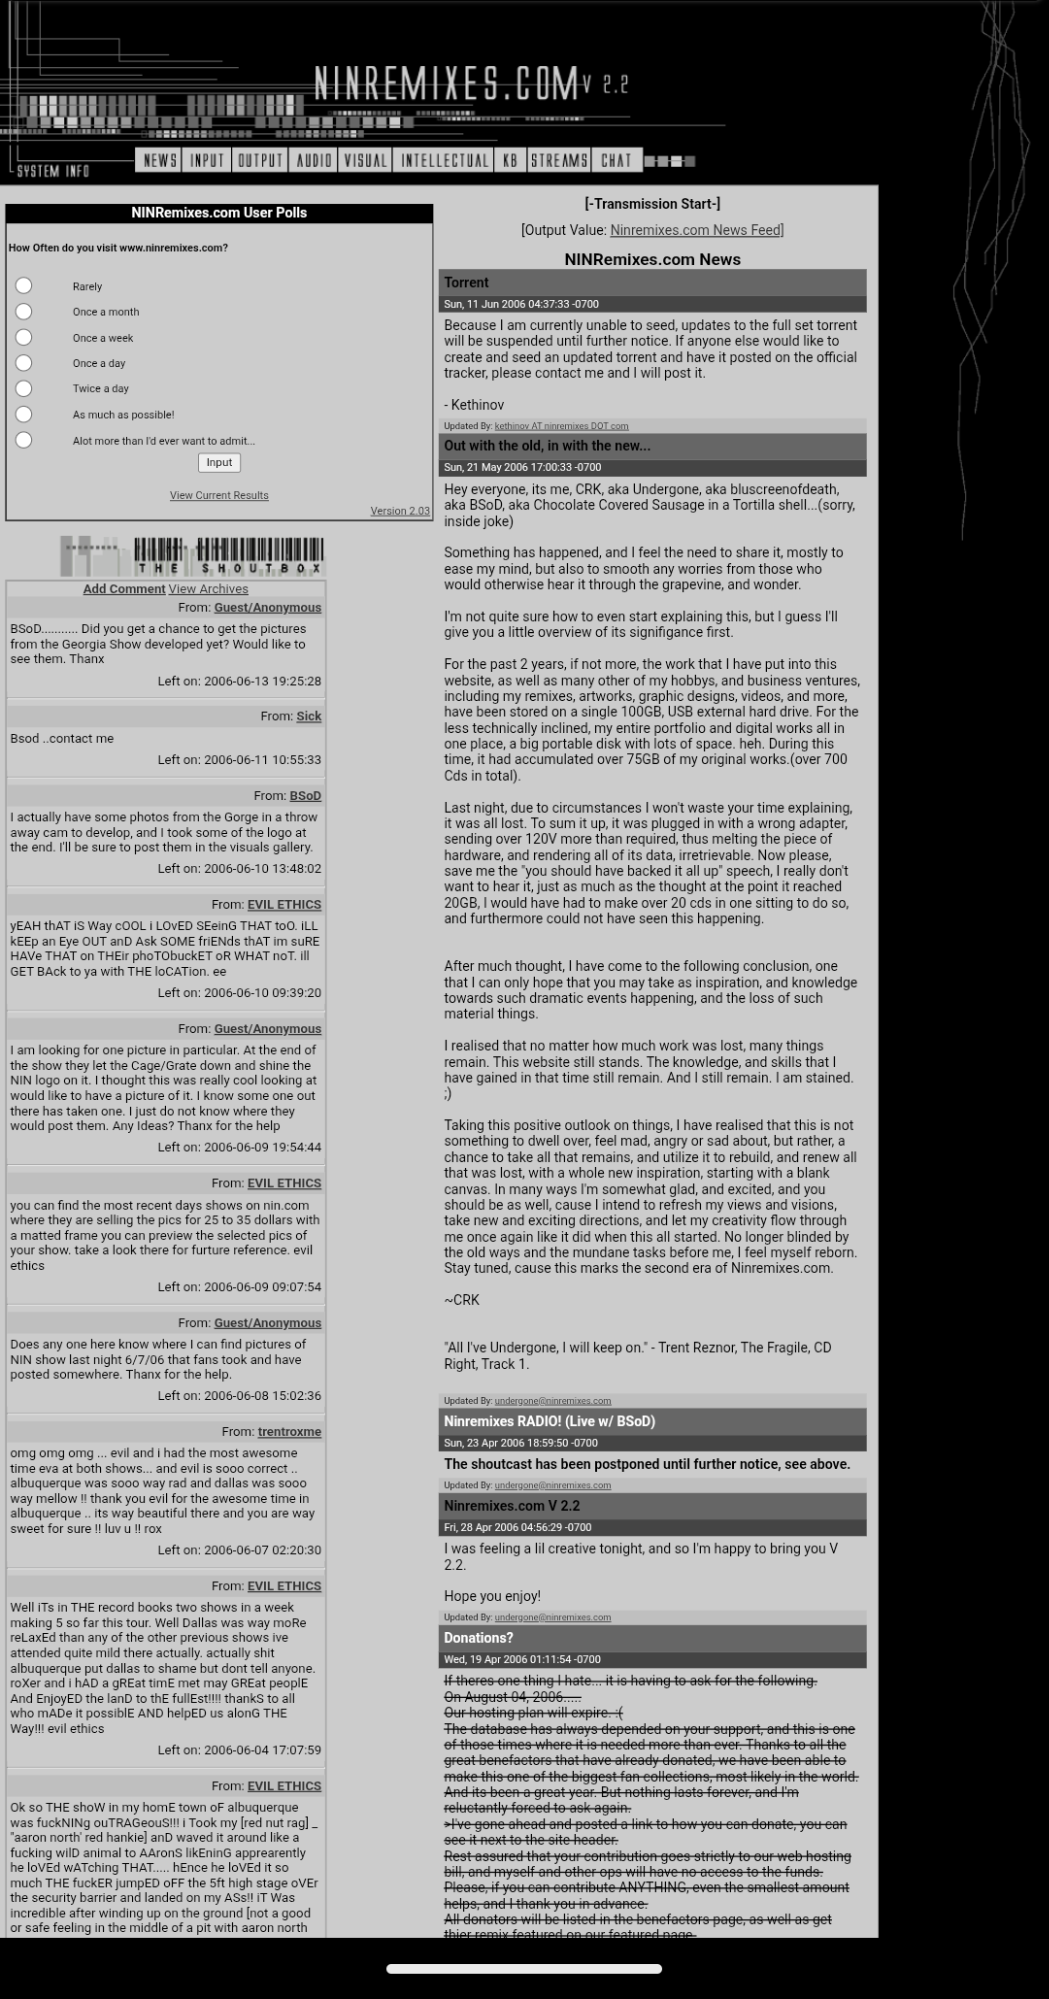 NINREMIXES.COM V 2.2
SYSTEM INFO
NEWS INPUT OUTPUT AUDIO VISUAL INTELLECTUAL KB STREAMS CHAT
NINRemixes.com User Polls
How Often do you visit www.ninremixes.com?
Rarely
Once a month
Once a week
Once a day
Twice a day
As much as possible!
Alot more than I'd ever want to admit...
Input
View Current Results
Version 2.03
THE SHOUTBOX
Add Comment View Archives
From: Guest/Anonymous
BSoD........... Did you get a chance to get the pictures
from the Georgia Show developed yet? Would like to
see them. Thanx
Left on: 2006-06-13 19:25:28
From: Sick
Bsod ..contact me
Left on: 2006-06-11 10:55:33
From: BSoD
I actually have some photos from the Gorge in a throw
away cam to develop, and I took some of the logo at
the end. I'll be sure to post them in the visuals gallery.
Left on: 2006-06-10 13:48:02
From: EVIL ETHICS
yEAH thAT iS Way cOOL i LOvED SEeinG THAT toO. iLL
kEEp an Eye OUT anD Ask SOME friENds thAT im suRE
HAVe THAT on THEir phoTObuckET oR WHAT noT. ill
GET BAck to ya with THE loCATion. ee
Left on: 2006-06-10 09:39:20
From: Guest/Anonymous
I am looking for one picture in particular. At the end of
the show they let the Cage/Grate down and shine the
NIN logo on it. I thought this was really cool looking at
would like to have a picture of it. I know some one out
there has taken one. I just do not know where they
would post them. Any Ideas? Thanx for the help
Left on: 2006-06-09 19:54:44
From: EVIL ETHICS
you can find the most recent days shows on nin.com
where they are selling the pics for 25 to 35 dollars with
a matted frame you can preview the selected pics of
your show. take a look there for furture reference. evil
ethics
Left on: 2006-06-09 09:07:54
From: Guest/Anonymous
Does any one here know where I can find pictures of
NIN show last night 6/7/06 that fans took and have
posted somewhere. Thanx for the help.
Left on: 2006-06-08 15:02:36
From: trentroxme
omg omg omg ... evil and i had the most awesome
time eva at both shows... and evil is sooo correct ..
albuquerque was sooo way rad and dallas was sooo
way mellow !! thank you evil for the awesome time in
albuquerque .. its way beautiful there and you are way
sweet for sure !! luv u !! rox
Left on: 2006-06-07 02:20:30
From: EVIL ETHICS
Well iTs in THE record books two shows in a week
making 5 so far this tour. Well Dallas was way moRe
reLaxEd than any of the other previous shows ive
attended quite mild there actually. actually shit
albuquerque put dallas to shame but dont tell anyone.
roXer and i hAD a gREat timE met may GREat peoplE
And EnjoyED the lanD to thE fullEst!!!! thankS to all
who mADe it possiblE AND helpED us alonG THE
Way!!! evil ethics
Left on: 2006-06-04 17:07:59
From: EVIL ETHICS
Ok so THE shoW in my homE town oF albuquerque
was fuckNINg ouTRAGeouS!!! i Took my [red nut rag] _
"aaron north' red hankie] anD waved it around like a
fucking wilD animal to AAronS likEninG apprearently
he loVED wATching THAT..... hEnce he loVEd it so
much THE fuckER jumpED oFF the 5ft high stage oVEr
the security barrier and landed on my ASs!! iT Was
incredible after winding up on the ground [not a good
or safe feeling in the middle of a pit with aaron north
[-Transmission Start-]
[Output Value: Ninremixes.com News Feed]
NINRemixes.com News
Torrent
Sun, 11 Jun 2006 04:37:33 -0700
Because I am currently unable to seed, updates to the full set torrent
will be suspended until further notice. If anyone else would like to
create and seed an updated torrent and have it posted on the official
tracker, please contact me and I will post it.
- Kethinov
Updated By: kethinov AT ninremixes DOT com
Out with the old, in with the new...
Sun, 21 May 2006 17:00:33 -0700
Hey everyone, its me, CRK, aka Undergone, aka bluscreenofdeath,
aka BSoD, aka Chocolate Covered Sausage in a Tortilla shell...(sorry,
inside joke)
Something has happened, and I feel the need to share it, mostly to
ease my mind, but also to smooth any worries from those who
would otherwise hear it through the grapevine, and wonder.
I'm not quite sure how to even start explaining this, but I guess I'll
give you a little overview of its signifigance first.
For the past 2 years, if not more, the work that I have put into this
website, as well as many other of my hobbys, and business ventures,
including my remixes, artworks, graphic designs, videos, and more,
have been stored on a single 100GB, USB external hard drive. For the
less technically inclined, my entire portfolio and digital works all in
one place, a big portable disk with lots of space. heh. During this
time, it had accumulated over 75GB of my original works.(over 700
Cds in total).
Last night, due to circumstances I won't waste your time explaining,
it was all lost. To sum it up, it was plugged in with a wrong adapter,
sending over 120V more than required, thus melting the piece of
hardware, and rendering all of its data, irretrievable. Now please,
save me the "you should have backed it all up" speech, I really don't
want to hear it, just as much as the thought at the point it reached
20GB, I would have had to make over 20 cds in one sitting to do so,
and furthermore could not have seen this happening.
After much thought, I have come to the following conclusion, one
that I can only hope that you may take as inspiration, and knowledge
towards such dramatic events happening, and the loss of such
material things.
I realised that no matter how much work was lost, many things
remain. This website still stands. The knowledge, and skills that I
have gained in that time still remain. And I still remain. I am stained.
;)
Taking this positive outlook on things, I have realised that this is not
something to dwell over, feel mad, angry or sad about, but rather, a
chance to take all that remains, and utilize it to rebuild, and renew all
that was lost, with a whole new inspiration, starting with a blank
canvas. In many ways I'm somewhat glad, and excited, and you
should be as well, cause I intend to refresh my views and visions,
take new and exciting directions, and let my creativity flow through
me once again like it did when this all started. No longer blinded by
the old ways and the mundane tasks before me, I feel myself reborn.
Stay tuned, cause this marks the second era of Ninremixes.com.
~CRK
"All I've Undergone, I will keep on." - Trent Reznor, The Fragile, CD
Right, Track 1.
Updated By: undergone@ninremixes.com
Ninremixes RADIO! (Live w/ BSoD)
Sun, 23 Apr 2006 18:59:50 -0700
The shoutcast has been postponed until further notice, see above.
Updated By: undergone@ninremixes.com
Ninremixes.com V 2.2
Fri, 28 Apr 2006 04:56:29 -0700
I was feeling a lil creative tonight, and so I'm happy to bring you V
2.2.
Hope you enjoy!
Updated By: undergone@ninremixes.com
Donations?
Wed, 19 Apr 2006 01:11:54 -0700
If theres one thing I hate... it is having to ask for the following.
On August 04, 2006.....
Our hosting plan will expire. :(
The database has always depended on your support, and this is one
of those times where it is needed more than ever. Thanks to all the
great benefactors that have already donated, we have been able to
make this one of the biggest fan collections, most likely in the world.
And its been a great year. But nothing lasts forever, and I'm
reluctantly forced to ask again.
>I've gone ahead and posted a link to how you can donate, you can
see it next to the site header.
Rest assured that your contribution goes strictly to our web hosting
bill, and myself and other ops will have no access to the funds.
Please, if you can contribute ANYTHING, even the smallest amount
helps, and I thank you in advance.
All donators will be listed in the benefactors page, as well as get
thier remix featured on our featured page.